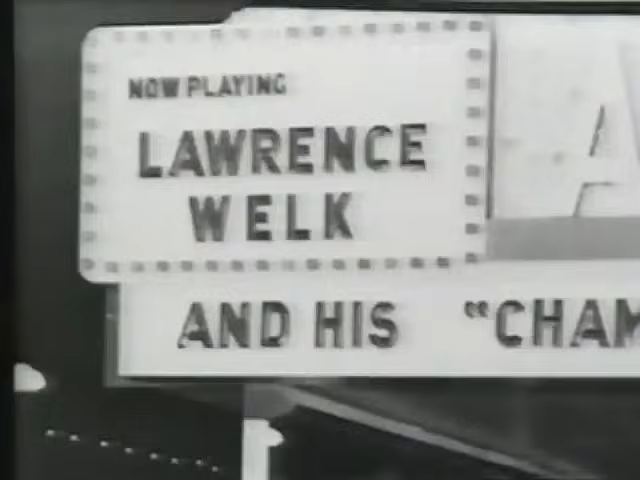 NOW PLAYING
LAWRENCE
WELK
A
AND HIS "CHAM